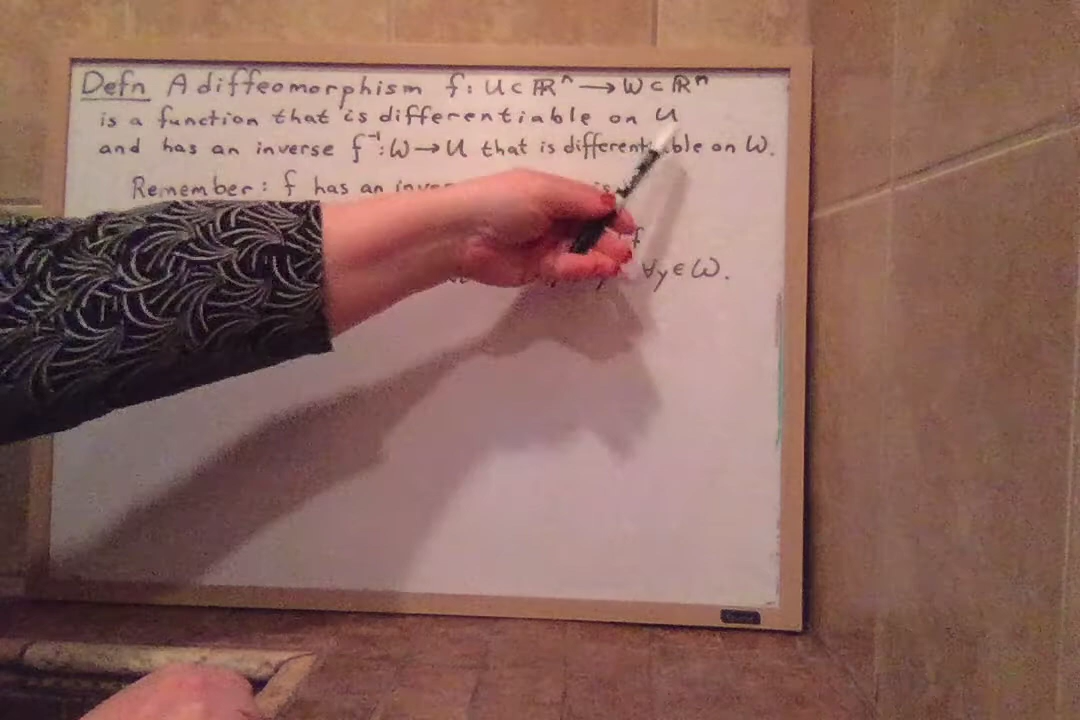 Defn A diffeomorphism f: U ⊂ ℝⁿ → W ⊂ ℝⁿ
is a function that is differentiable on U
and has an inverse f⁻¹: W → U that is differentiable on W.
Remember: f has an is
f
∀y ∈ W.